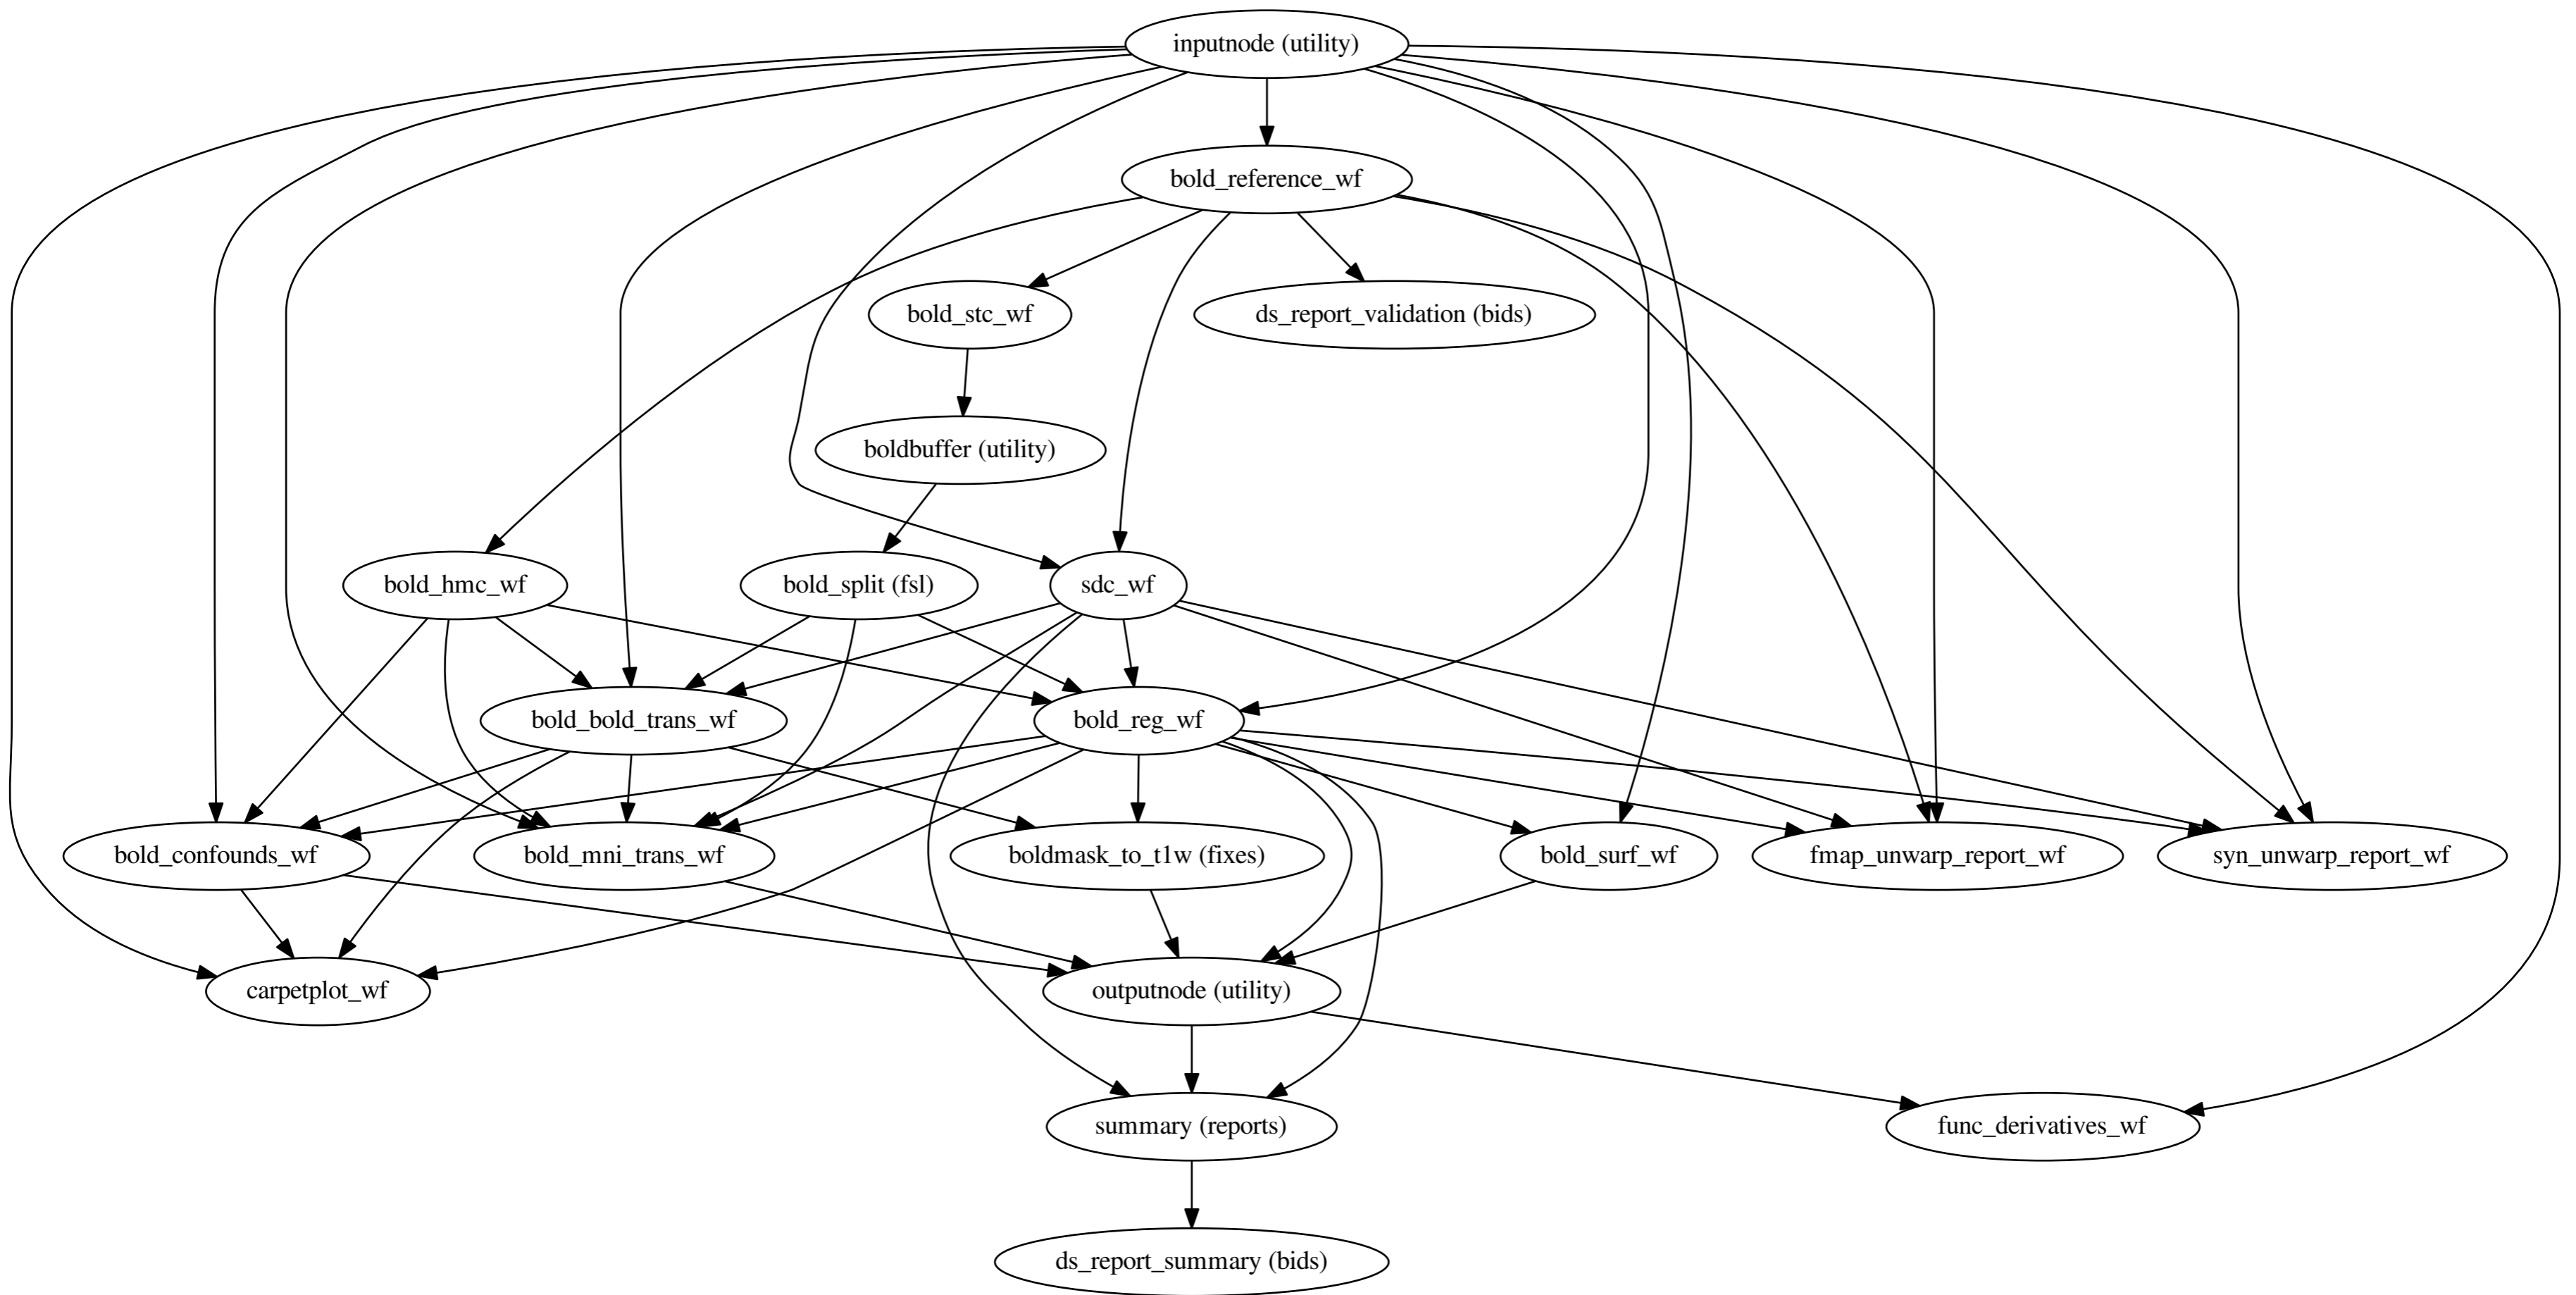 inputnode (utility)
bold_reference_wf
bold_stc_wf
ds_report_validation (bids)
boldbuffer (utility)
bold_hmc_wf
bold_split (fsl)
sdc_wf
bold_bold_trans_wf
bold_reg_wf
bold_confounds_wf
bold_mni_trans_wf
boldmask_to_t1w (fixes)
bold_surf_wf
fmap_unwarp_report_wf
syn_unwarp_report_wf
carpetplot_wf
outputnode (utility)
summary (reports)
func_derivatives_wf
ds_report_summary (bids)